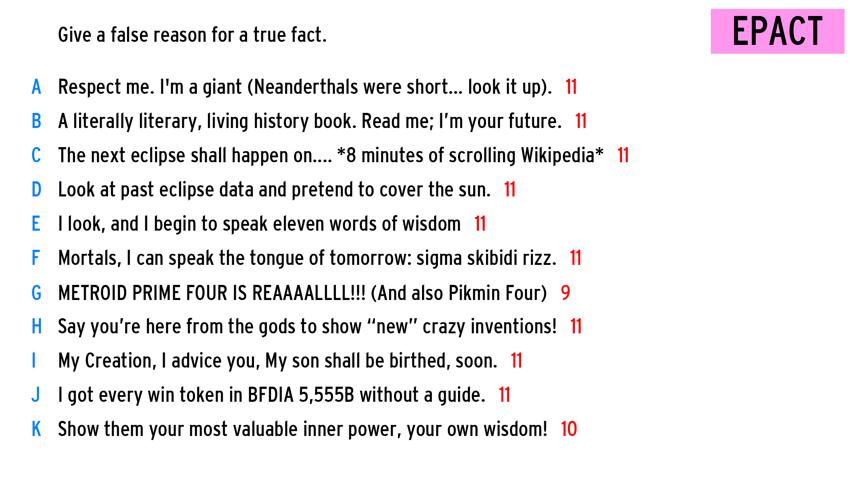 Give a false reason for a true fact.
EPACT
A Respect me. I'm a giant (Neanderthals were short... look it up). 11
B A literally literary, living history book. Read me; I'm your future. 11
C The next eclipse shall happen on.... *8 minutes of scrolling Wikipedia* 11
D Look at past eclipse data and pretend to cover the sun. 11
E I look, and I begin to speak eleven words of wisdom 11
F Mortals, I can speak the tongue of tomorrow: sigma skibidi rizz. 11
G METROID PRIME FOUR IS REAAAALLLL!!! (And also Pikmin Four) 9
H Say you're here from the gods to show “new” crazy inventions! 11
I My Creation, I advice you, My son shall be birthed, soon. 11
J I got every win token in BFDIA 5,555B without a guide. 11
K Show them your most valuable inner power, your own wisdom! 10